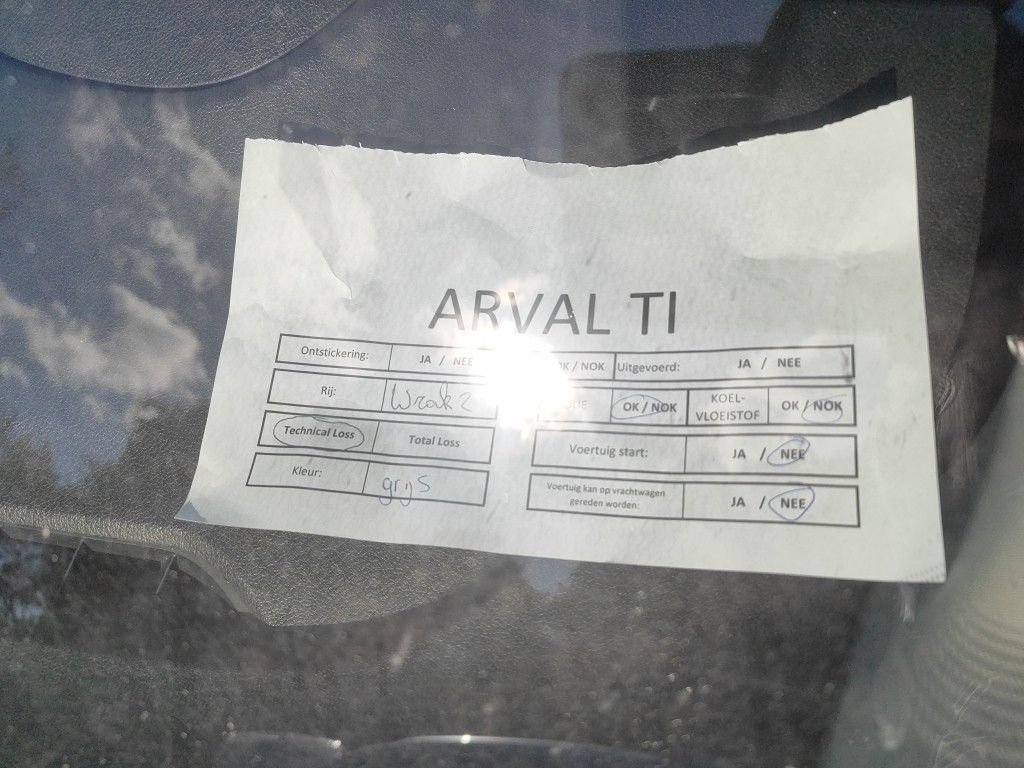 ARVAL TI
Ontstickering: JA / NEE OK / NOK Uitgevoerd: JA / NEE
Rij: Wrak 2 OK / NOK KOEL-
VLOEISTOF OK / NOK
Technical Loss Total Loss Voertuig start: JA / NEE
Kleur: grijs Voertuig kan op vrachtwagen
gereden worden: JA / NEE